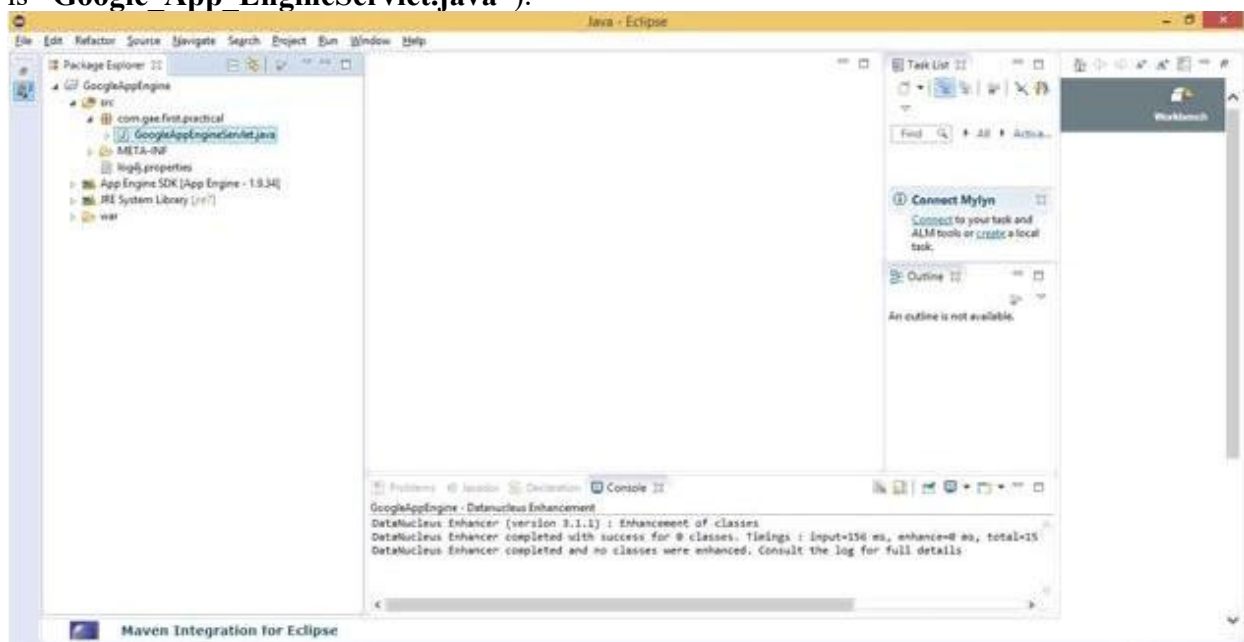 is "Google_App_EngineServlet.java").
Java - Eclipse
File Edit Refactor Source Navigate Search Project Run Window Help
Package Explorer
GoogleAppEngine
src
com.gae.first.practical
GoogleAppEngineServlet.java
META-INF
log4j.properties
App Engine SDK [App Engine - 1.9.34]
JRE System Library [jre7]
war
Task List
Find All Activa...
Connect Mylyn
Connect to your task and
ALM tools or create a local
task.
Outline
An outline is not available.
Workbench
Problems Javadoc Declaration Console
GoogleAppEngine - Datanucleus Enhancement
DataNucleus Enhancer (version 3.1.1) : Enhancement of classes
DataNucleus Enhancer completed with success for 0 classes. Timings : input=156 ms, enhance=0 ms, total=15
DataNucleus Enhancer completed and no classes were enhanced. Consult the log for full details
Maven Integration for Eclipse